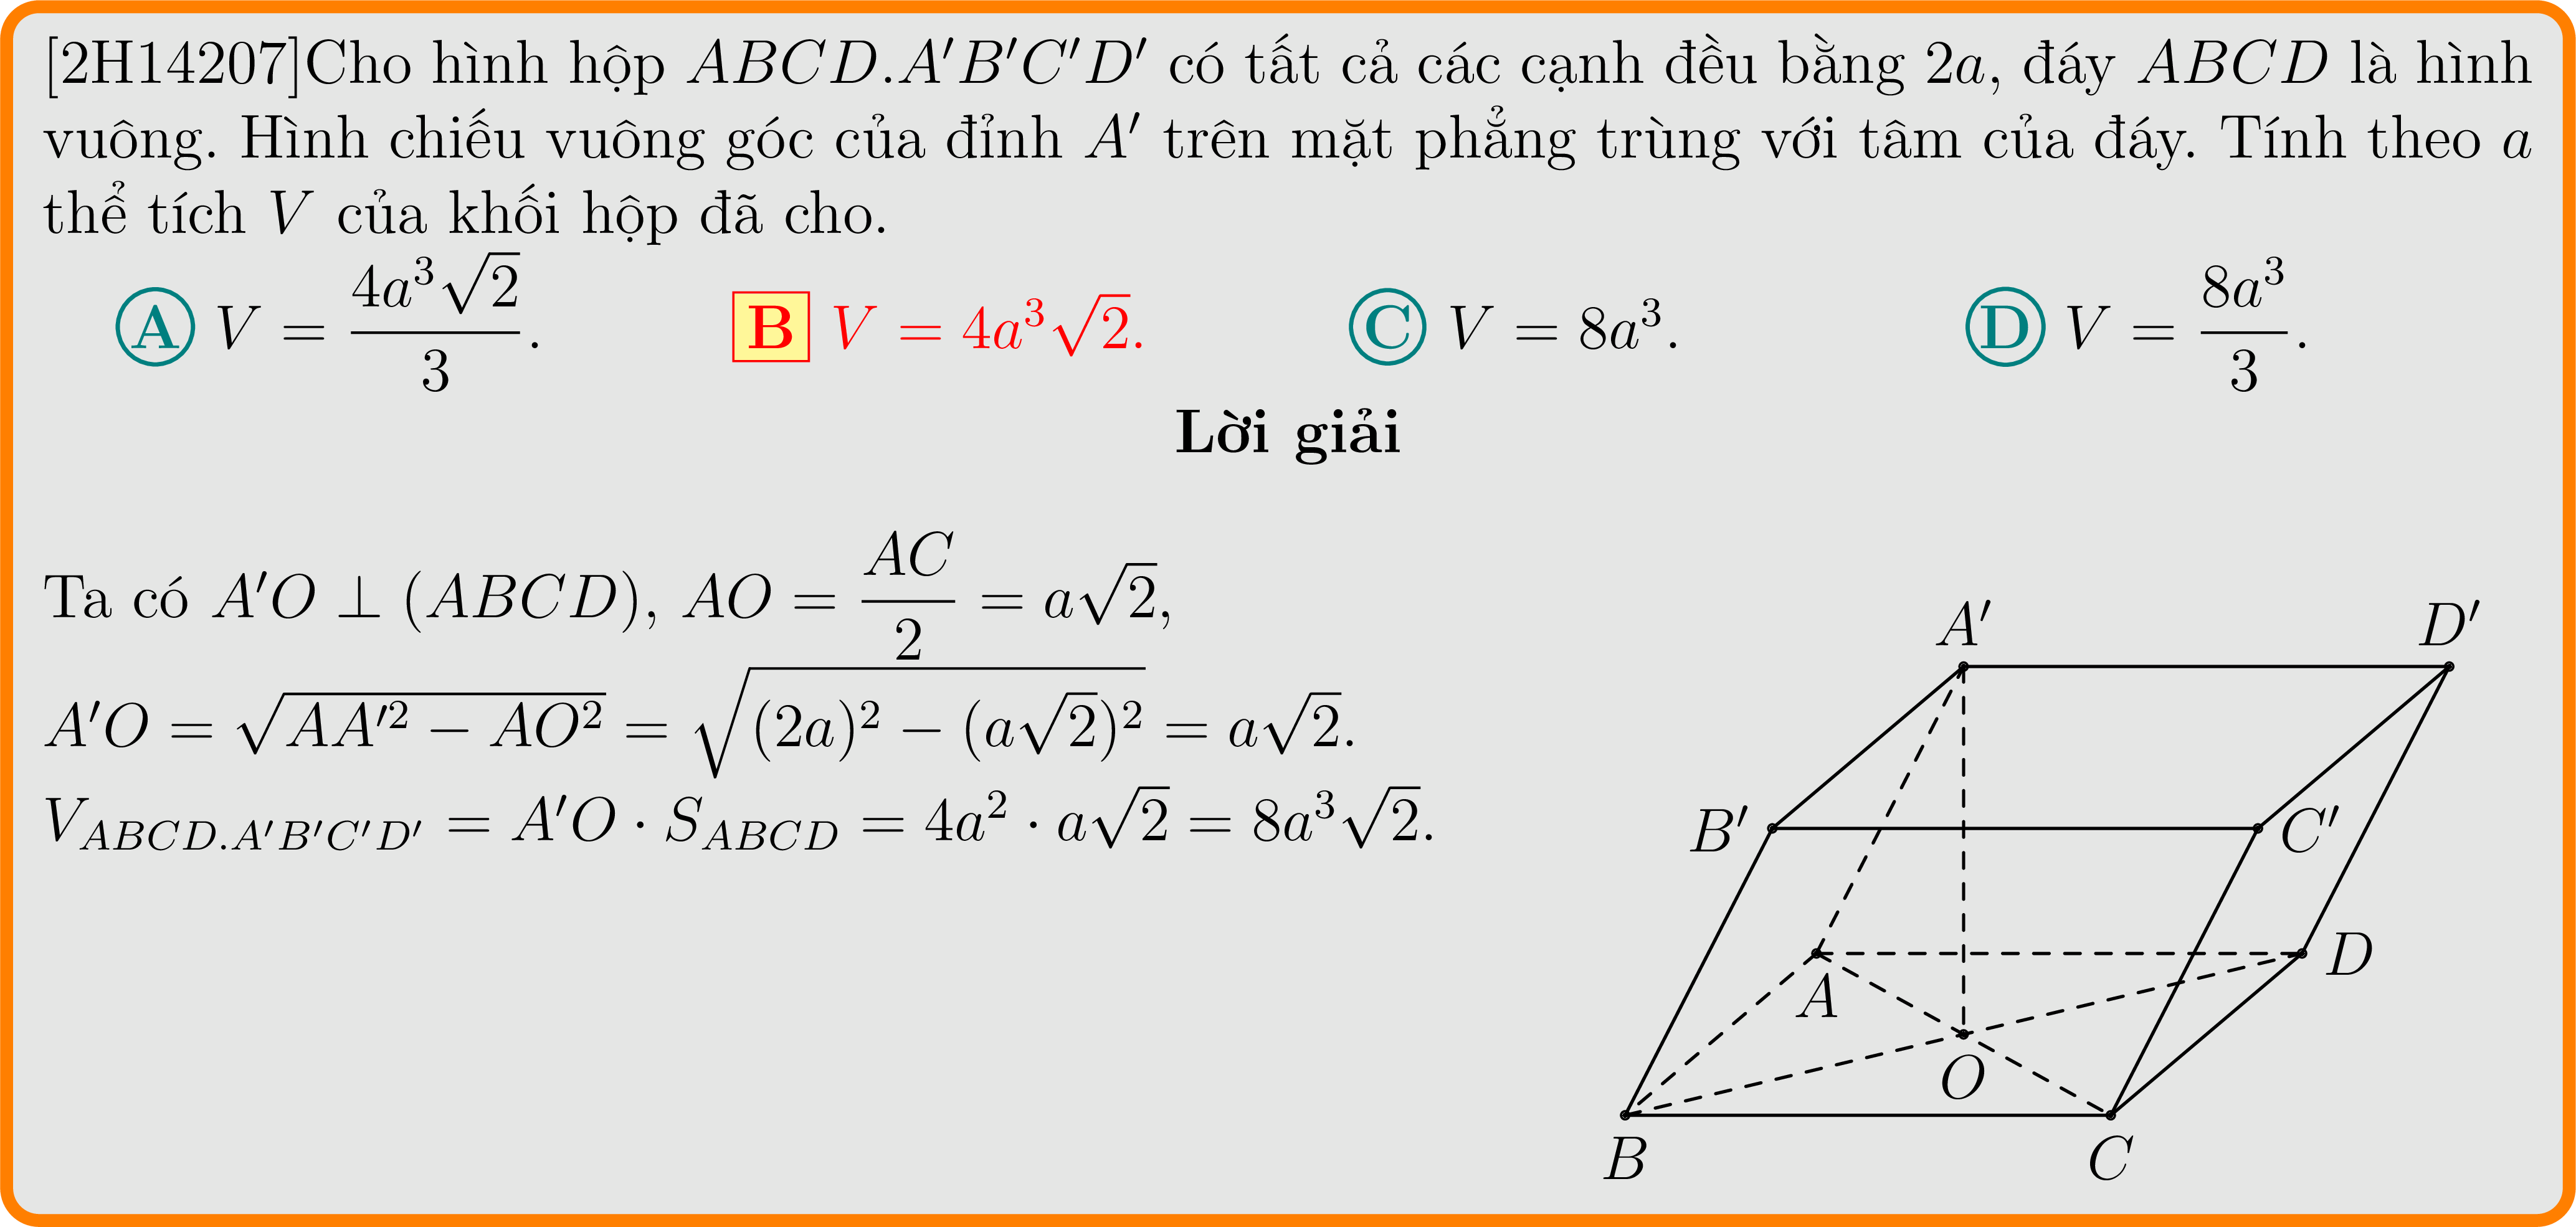 [2H14207]Cho hình hộp $ABCD.A'B'C'D'$ có tất cả các cạnh đều bằng $2a$, đáy $ABCD$ là hình
vuông. Hình chiếu vuông góc của đỉnh $A'$ trên mặt phẳng trùng với tâm của đáy. Tính theo $a$
thể tích $V$ của khối hộp đã cho.
A $V = \dfrac{4a^3\sqrt{2}}{3}$. B $V = 4a^3\sqrt{2}$. C $V = 8a^3$. D $V = \dfrac{8a^3}{3}$.
Lời giải
Ta có $A'O \perp (ABCD)$, $AO = \dfrac{AC}{2} = a\sqrt{2}$,
$A'O = \sqrt{AA'^2 - AO^2} = \sqrt{(2a)^2 - (a\sqrt{2})^2} = a\sqrt{2}$.
$V_{ABCD.A'B'C'D'} = A'O \cdot S_{ABCD} = 4a^2 \cdot a\sqrt{2} = 8a^3\sqrt{2}$.
A' D'
B' C'
A D
O
B C